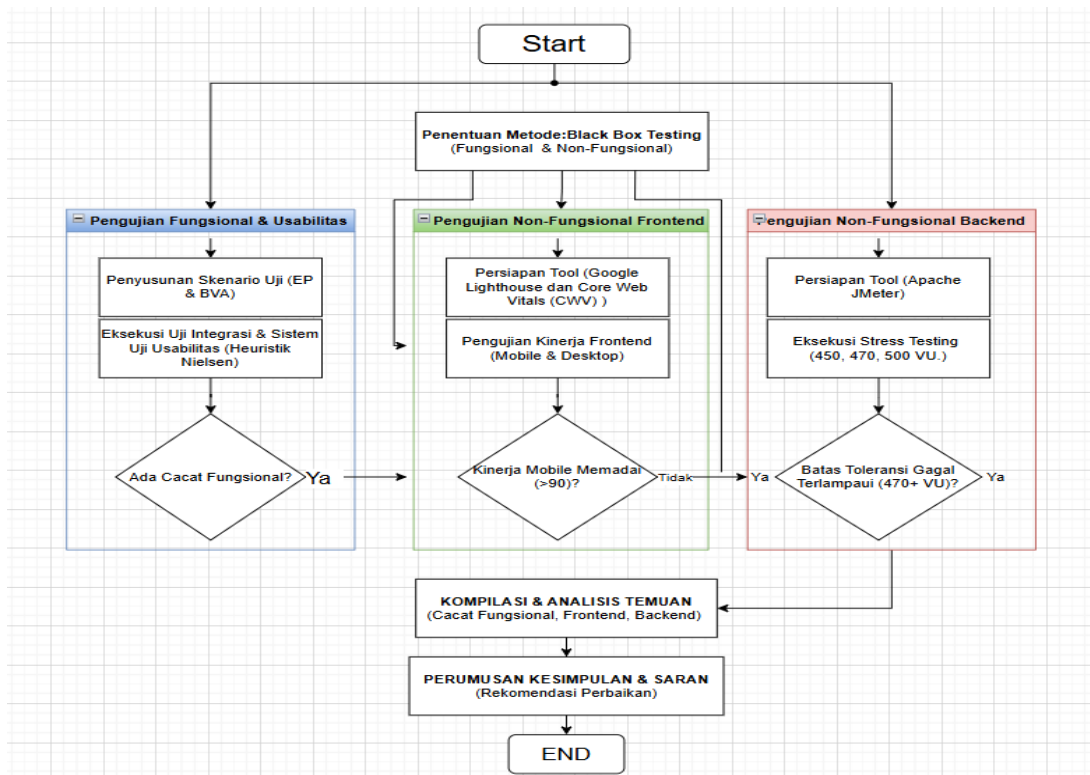 Start
Penentuan Metode:Black Box Testing
(Fungsional & Non-Fungsional)
Pengujian Fungsional & Usabilitas
Penyusunan Skenario Uji (EP
& BVA)
Eksekusi Uji Integrasi & Sistem
Uji Usabilitas (Heuristik
Nielsen)
Ada Cacat Fungsional?
Ya
Pengujian Non-Fungsional Frontend
Persiapan Tool (Google
Lighthouse dan Core Web
Vitals (CWV) )
Pengujian Kinerja Frontend
(Mobile & Desktop)
Kinerja Mobile Memadai
(>90)?
Tidak
Pengujian Non-Fungsional Backend
Persiapan Tool (Apache
JMeter)
Eksekusi Stress Testing
(450, 470, 500 VU.)
Ya
Batas Toleransi Gagal
Terlampaui (470+ VU)?
Ya
KOMPILASI & ANALISIS TEMUAN
(Cacat Fungsional, Frontend, Backend)
PERUMUSAN KESIMPULAN & SARAN
(Rekomendasi Perbaikan)
END